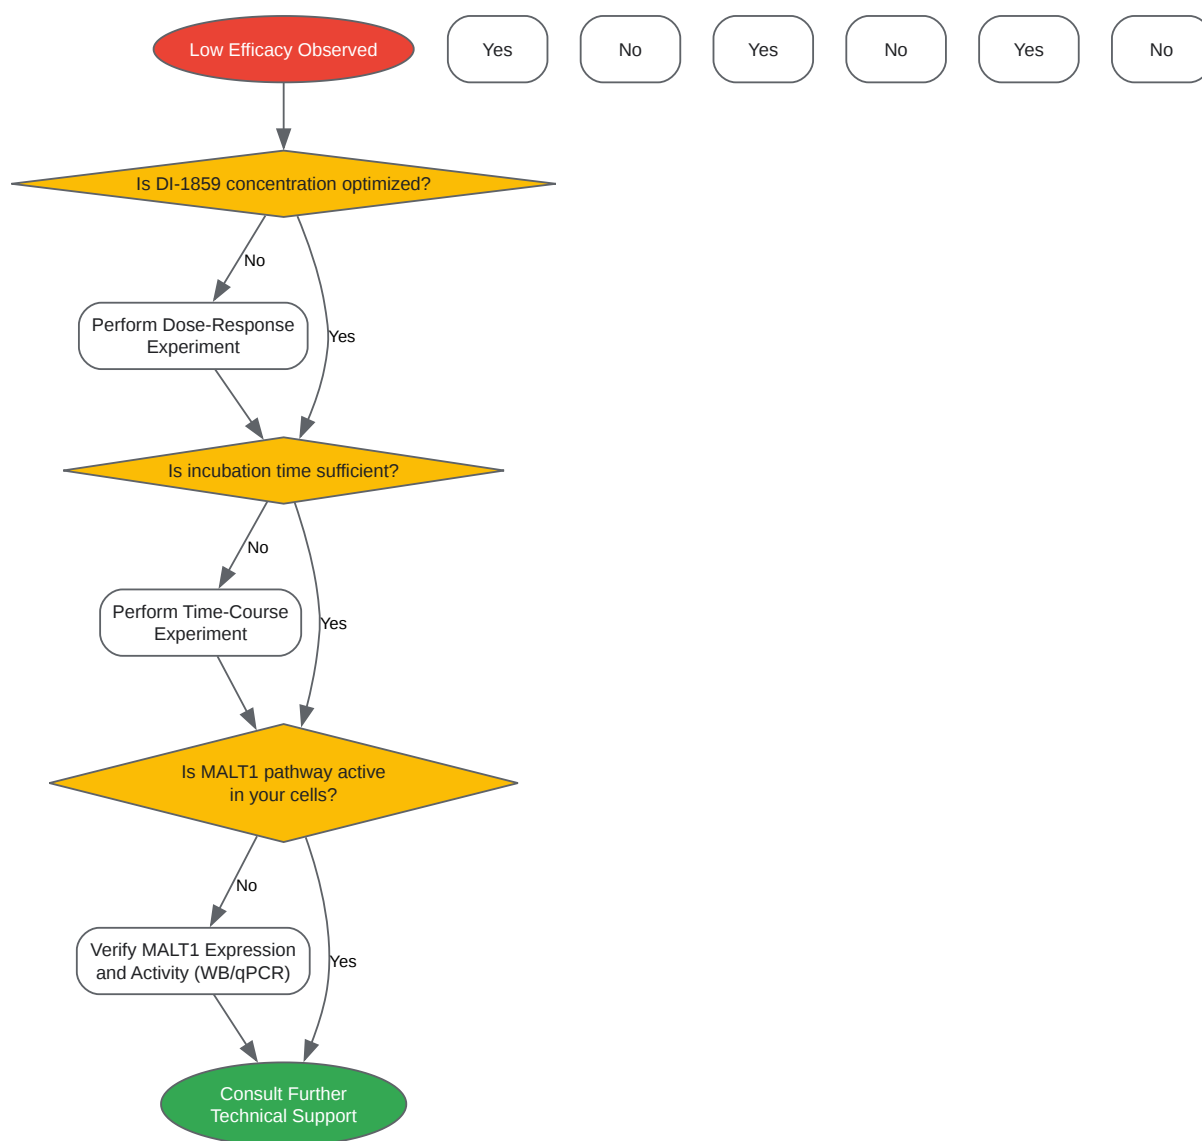 Low Efficacy Observed
Yes
No
Yes
No
Yes
No
Is DI-1859 concentration optimized?
No
Perform Dose-Response
Experiment
Yes
Is incubation time sufficient?
No
Perform Time-Course
Experiment
Yes
Is MALT1 pathway active
in your cells?
No
Verify MALT1 Expression
and Activity (WB/qPCR)
Yes
Consult Further
Technical Support